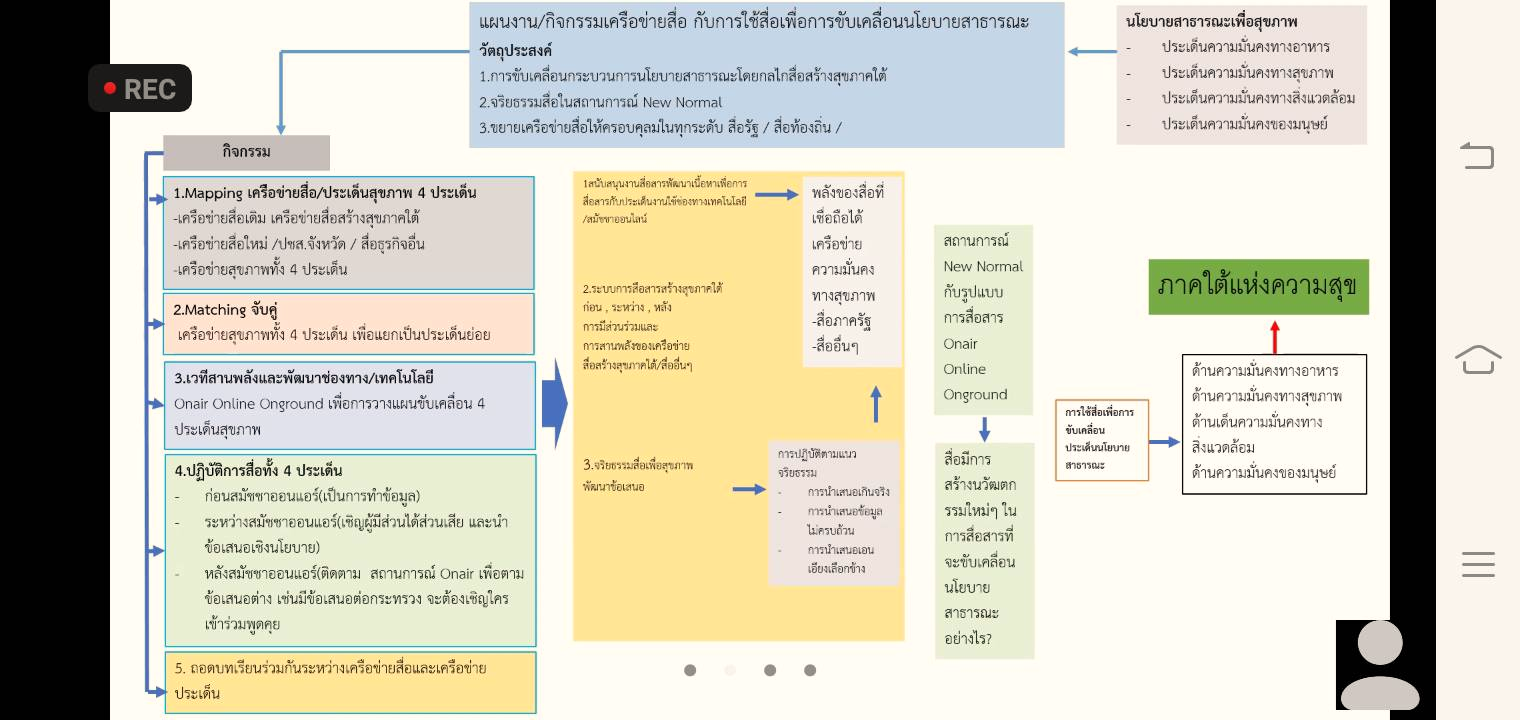 แผนงาน/กิจกรรมเครือข่ายสื่อ กับการใช้สื่อเพื่อการขับเคลื่อนนโยบายสาธารณะ
วัตถุประสงค์
1.การขับเคลื่อนกระบวนการนโยบายสาธารณะโดยกลไกสื่อสร้างสุขภาคใต้
2.จริยธรรมสื่อในสถานการณ์ New Normal
3.ขยายเครือข่ายสื่อให้ครอบคุลมในทุกระดับ สื่อรัฐ / สื่อท้องถิ่น /
นโยบายสาธารณะเพื่อสุขภาพ
- ประเด็นความมั่นคงทางอาหาร
- ประเด็นความมั่นคงทางสุขภาพ
- ประเด็นความมั่นคงทางสิ่งแวดล้อม
- ประเด็นความมั่นคงของมนุษย์
REC
กิจกรรม
1.Mapping เครือข่ายสื่อ/ประเด็นสุขภาพ 4 ประเด็น
-เครือข่ายสื่อเดิม เครือข่ายสื่อสร้างสุขภาคใต้
-เครือข่ายสื่อใหม่ /ปชส.จังหวัด / สื่อธุรกิจอื่น
-เครือข่ายสุขภาพทั้ง 4 ประเด็น
2.Matching จับคู่
เครือข่ายสุขภาพทั้ง 4 ประเด็น เพื่อแยกเป็นประเด็นย่อย
3.เวทีสานพลังและพัฒนาช่องทาง/เทคโนโลยี
Onair Online Onground เพื่อการวางแผนขับเคลื่อน 4
ประเด็นสุขภาพ
4.ปฏิบัติการสื่อทั้ง 4 ประเด็น
- ก่อนสมัชชาออนแอร์(เป็นการทำข้อมูล)
- ระหว่างสมัชชาออนแอร์(เชิญผู้มีส่วนได้ส่วนเสีย และนำ
ข้อเสนอเชิงนโยบาย)
- หลังสมัชชาออนแอร์(ติดตาม สถานการณ์ Onair เพื่อตาม
ข้อเสนอต่าง เช่นมีข้อเสนอต่อกระทรวง จะต้องเชิญใคร
เข้าร่วมพูดคุย
5. ถอดบทเรียนร่วมกันระหว่างเครือข่ายสื่อและเครือข่าย
ประเด็น
1สนับสนุนงานสื่อสารพัฒนาเนื้อหาเพื่อการ
สื่อสารกับประเด็นงานใช้ช่องทางเทคโนโลยี
/สมัชชาออนไลน์
2.ระบบการสื่อสารสร้างสุขภาคใต้
ก่อน , ระหว่าง , หลัง
การมีส่วนร่วมและ
การสานพลังของเครือข่าย
สื่อสร้างสุขภาคใต้/สื่ออื่นๆ
3.จริยธรรมสื่อเพื่อสุขภาพ
พัฒนาข้อเสนอ
พลังของสื่อที่
เชื่อถือได้
เครือข่าย
ความมั่นคง
ทางสุขภาพ
-สื่อภาครัฐ
-สื่ออื่นๆ
การปฏิบัติตามแนว
จริยธรรม
- การนำเสนอเกินจริง
- การนำเสนอข้อมูล
ไม่ครบถ้วน
- การนำเสนอเอน
เอียงเลือกข้าง
สถานการณ์
New Normal
กับรูปแบบ
การสื่อสาร
Onair
Online
Onground
สื่อมีการ
สร้างนวัฒตก
รรมใหม่ๆ ใน
การสื่อสารที่
จะขับเคลื่อน
นโยบาย
สาธารณะ
อย่างไร?
การใช้สื่อเพื่อการ
ขับเคลื่อน
ประเด็นนโยบาย
สาธารณะ
ภาคใต้แห่งความสุข
ด้านความมั่นคงทางอาหาร
ด้านความมั่นคงทางสุขภาพ
ด้านเด็นความมั่นคงทาง
สิ่งแวดล้อม
ด้านความมั่นคงของมนุษย์